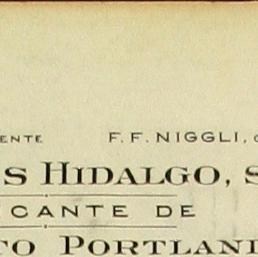 ENTE F. F. NIGGLI,
S HIDALGO, S
CANTE DE
TO PORTLAN